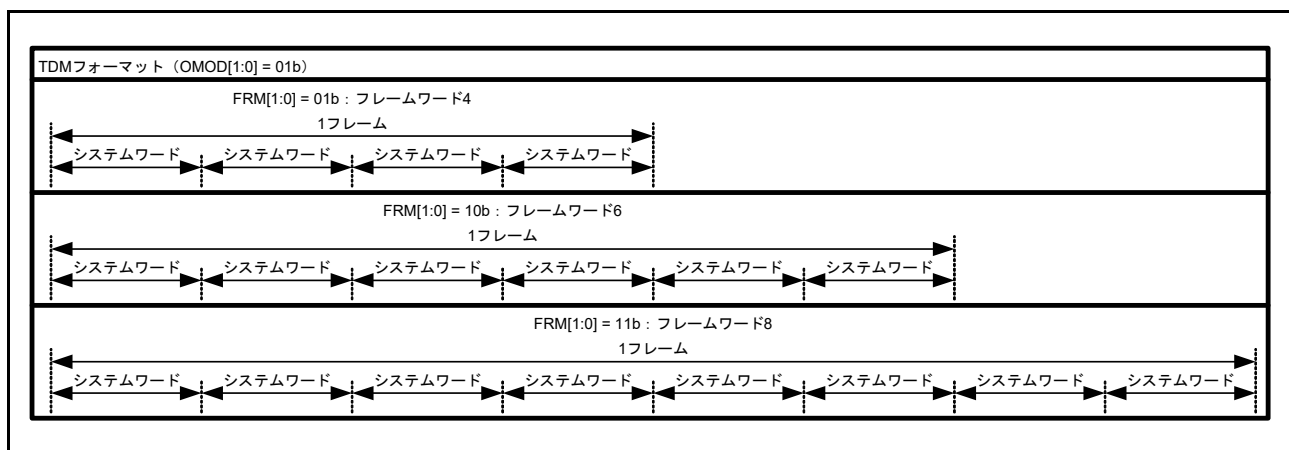 TDMフォーマット（OMOD[1:0] = 01b）
FRM[1:0] = 01b：フレームワード4
1フレーム
システムワード システムワード システムワード システムワード
FRM[1:0] = 10b：フレームワード6
1フレーム
システムワード システムワード システムワード システムワード システムワード システムワード
FRM[1:0] = 11b：フレームワード8
1フレーム
システムワード システムワード システムワード システムワード システムワード システムワード システムワード システムワード